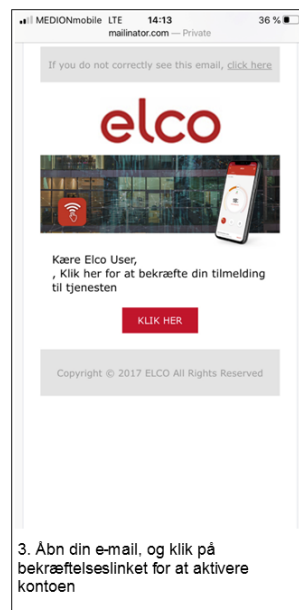 MEDIONmobile LTE 14:13 36 %
mailinator.com — Private
If you do not correctly see this email, click here
elco
Kære Elco User,
, Klik her for at bekræfte din tilmelding
til tjenesten
KLIK HER
Copyright © 2017 ELCO All Rights Reserved
3. Åbn din e-mail, og klik på
bekræftelseslinket for at aktivere
kontoen